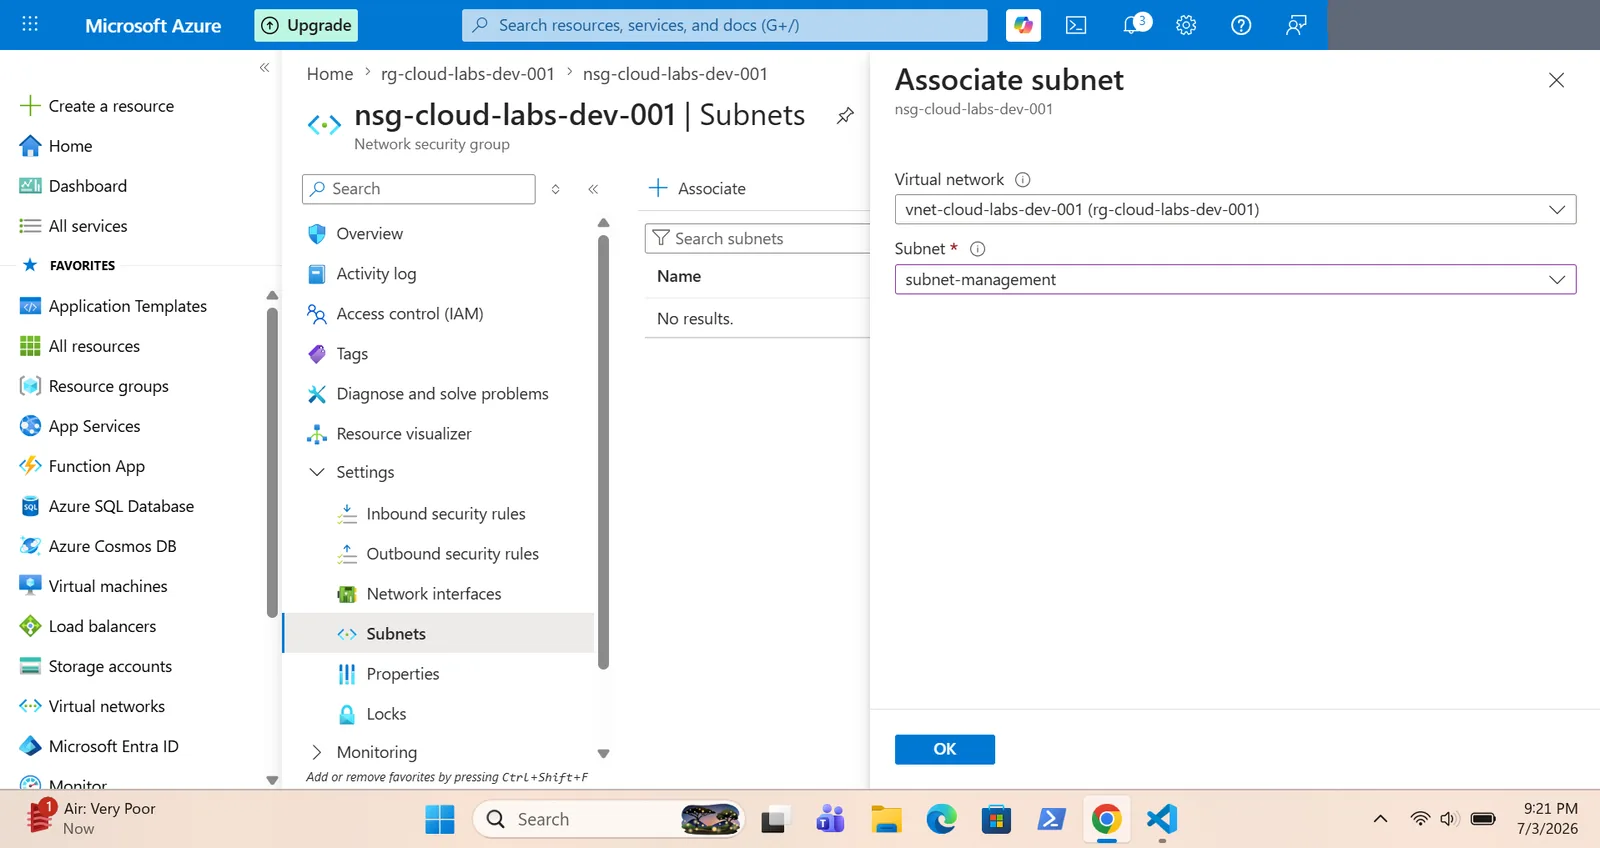 Microsoft Azure
Upgrade
Search resources, services, and docs (G+/)
3
Create a resource
Home
Dashboard
All services
FAVORITES
Application Templates
All resources
Resource groups
App Services
Function App
Azure SQL Database
Azure Cosmos DB
Virtual machines
Load balancers
Storage accounts
Virtual networks
Microsoft Entra ID
Monitor
Home > rg-cloud-labs-dev-001 > nsg-cloud-labs-dev-001
nsg-cloud-labs-dev-001 | Subnets
Network security group
Search
Overview
Activity log
Access control (IAM)
Tags
Diagnose and solve problems
Resource visualizer
Settings
Inbound security rules
Outbound security rules
Network interfaces
Subnets
Properties
Locks
Monitoring
Add or remove favorites by pressing Ctrl+Shift+F
Associate
Search subnets
Name
No results.
Associate subnet
nsg-cloud-labs-dev-001
Virtual network
vnet-cloud-labs-dev-001 (rg-cloud-labs-dev-001)
Subnet *
subnet-management
OK
1
Air: Very Poor
Now
Search
9:21 PM
7/3/2026